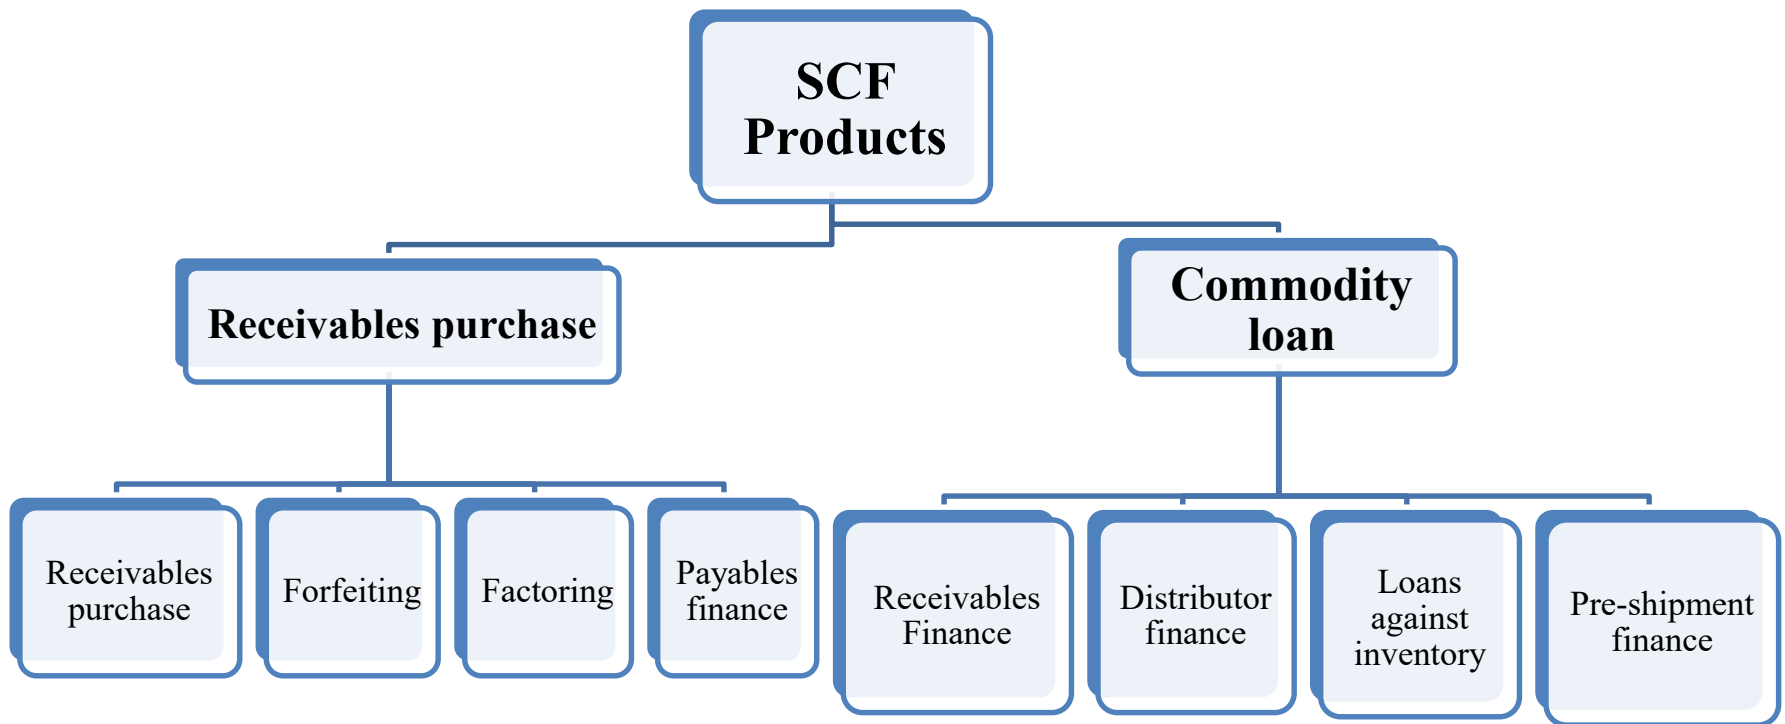 SCF
Products
Receivables purchase
Commodity
loan
Receivables
purchase
Forfeiting
Factoring
Payables
finance
Receivables
Finance
Distributor
finance
Loans
against
inventory
Pre-shipment
finance